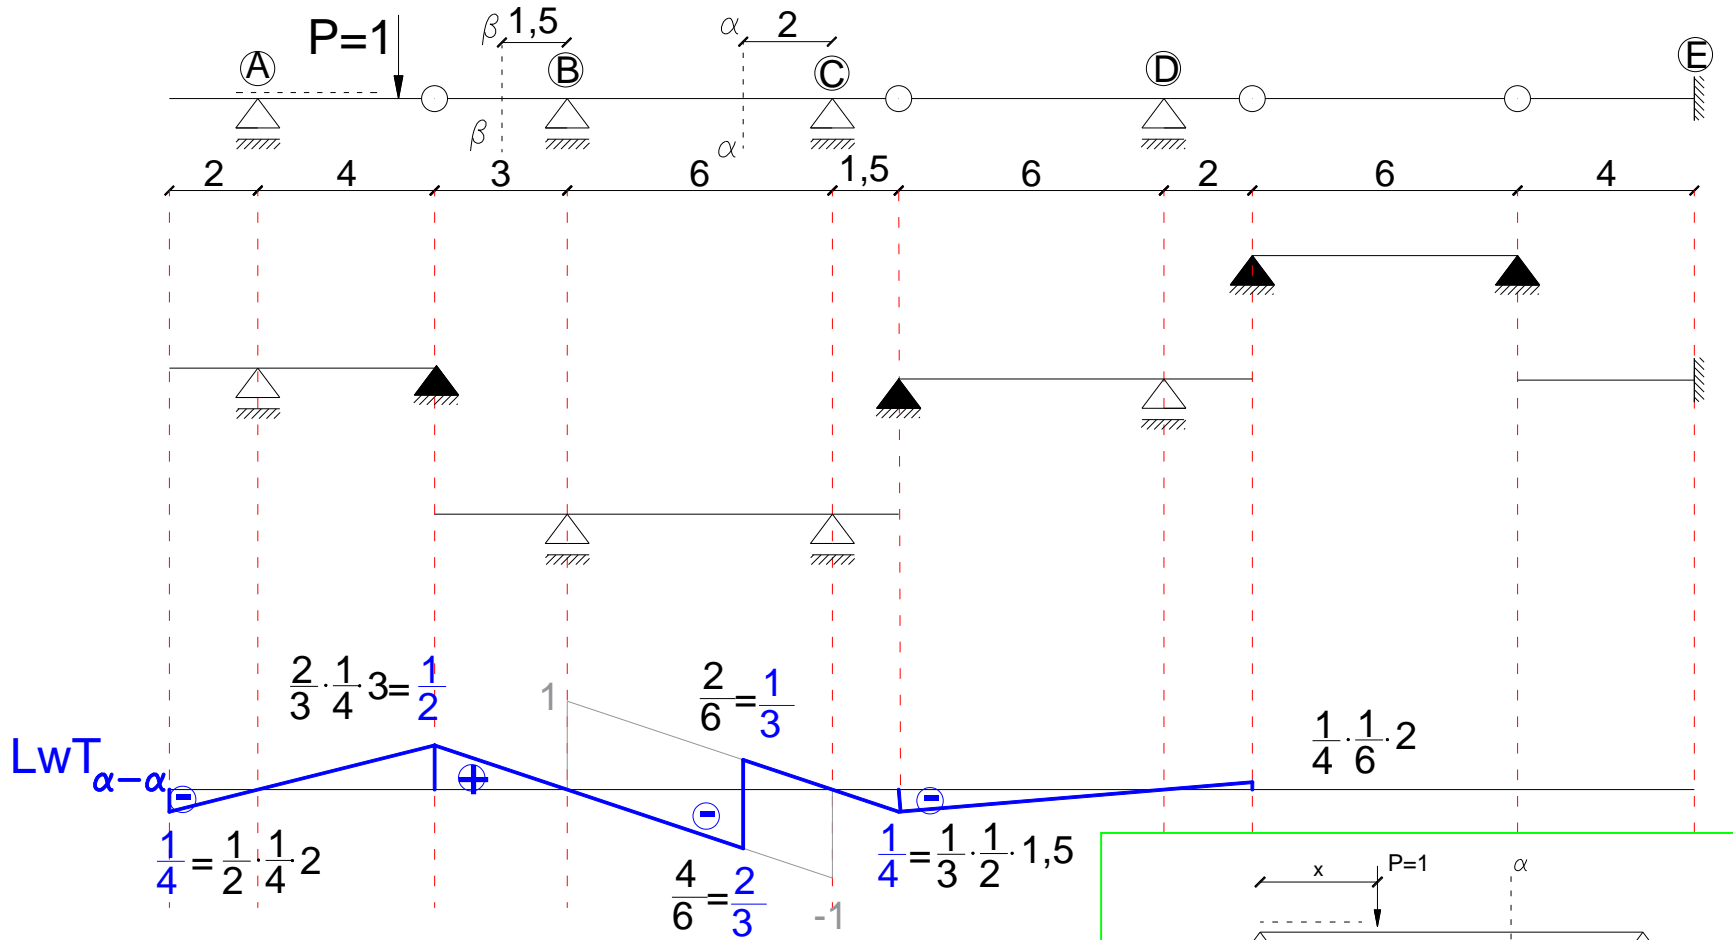 P=1
β 1,5
α 2
A
B
C
D
E
β
α
2 4 3 6 1,5 6 2 6 4
2/3 · 1/4 · 3 = 1/2
1
2/6 = 1/3
1/4 · 1/6 · 2
LwT α-α
-
+
-
-
1/4 = 1/2 · 1/4 · 2
4/6 = 2/3
-1
1/4 = 1/3 · 1/2 · 1,5
x
P=1
α